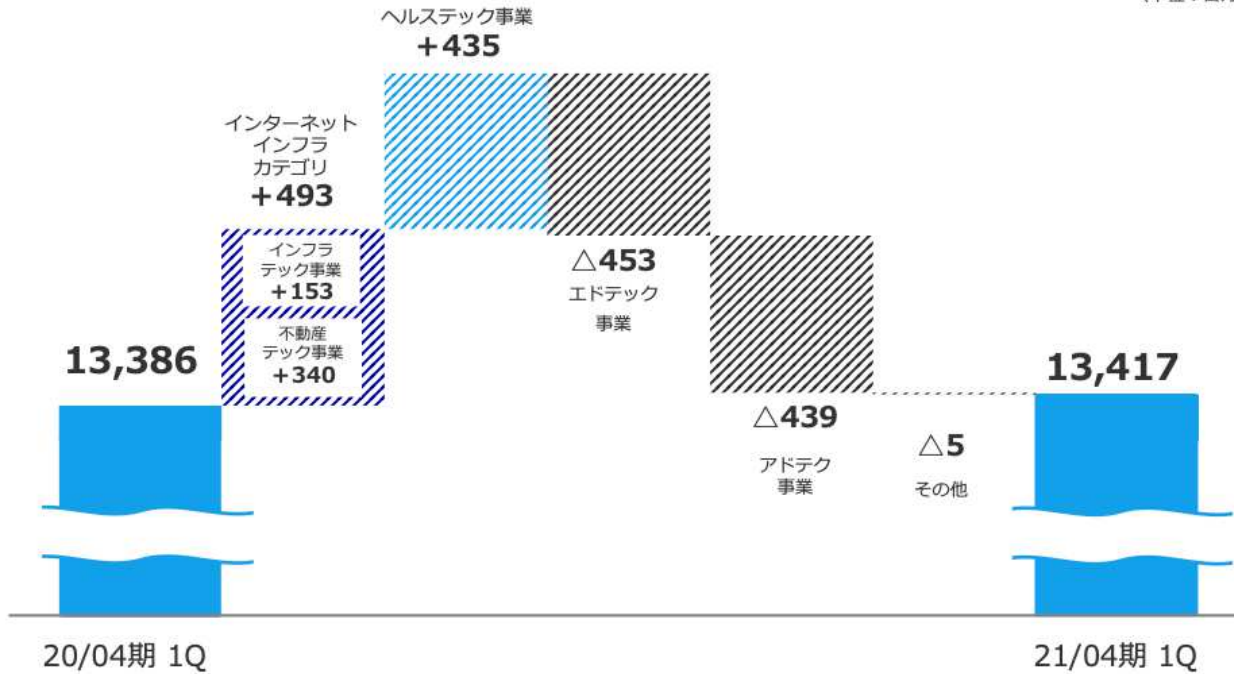 ヘルステック事業
+435
インターネット
インフラ
カテゴリ
+493
インフラ
テック事業
+153
不動産
テック事業
+340
△453
エドテック
事業
13,386
13,417
△439
アドテク
事業
△5
その他
20/04期 1Q
21/04期 1Q